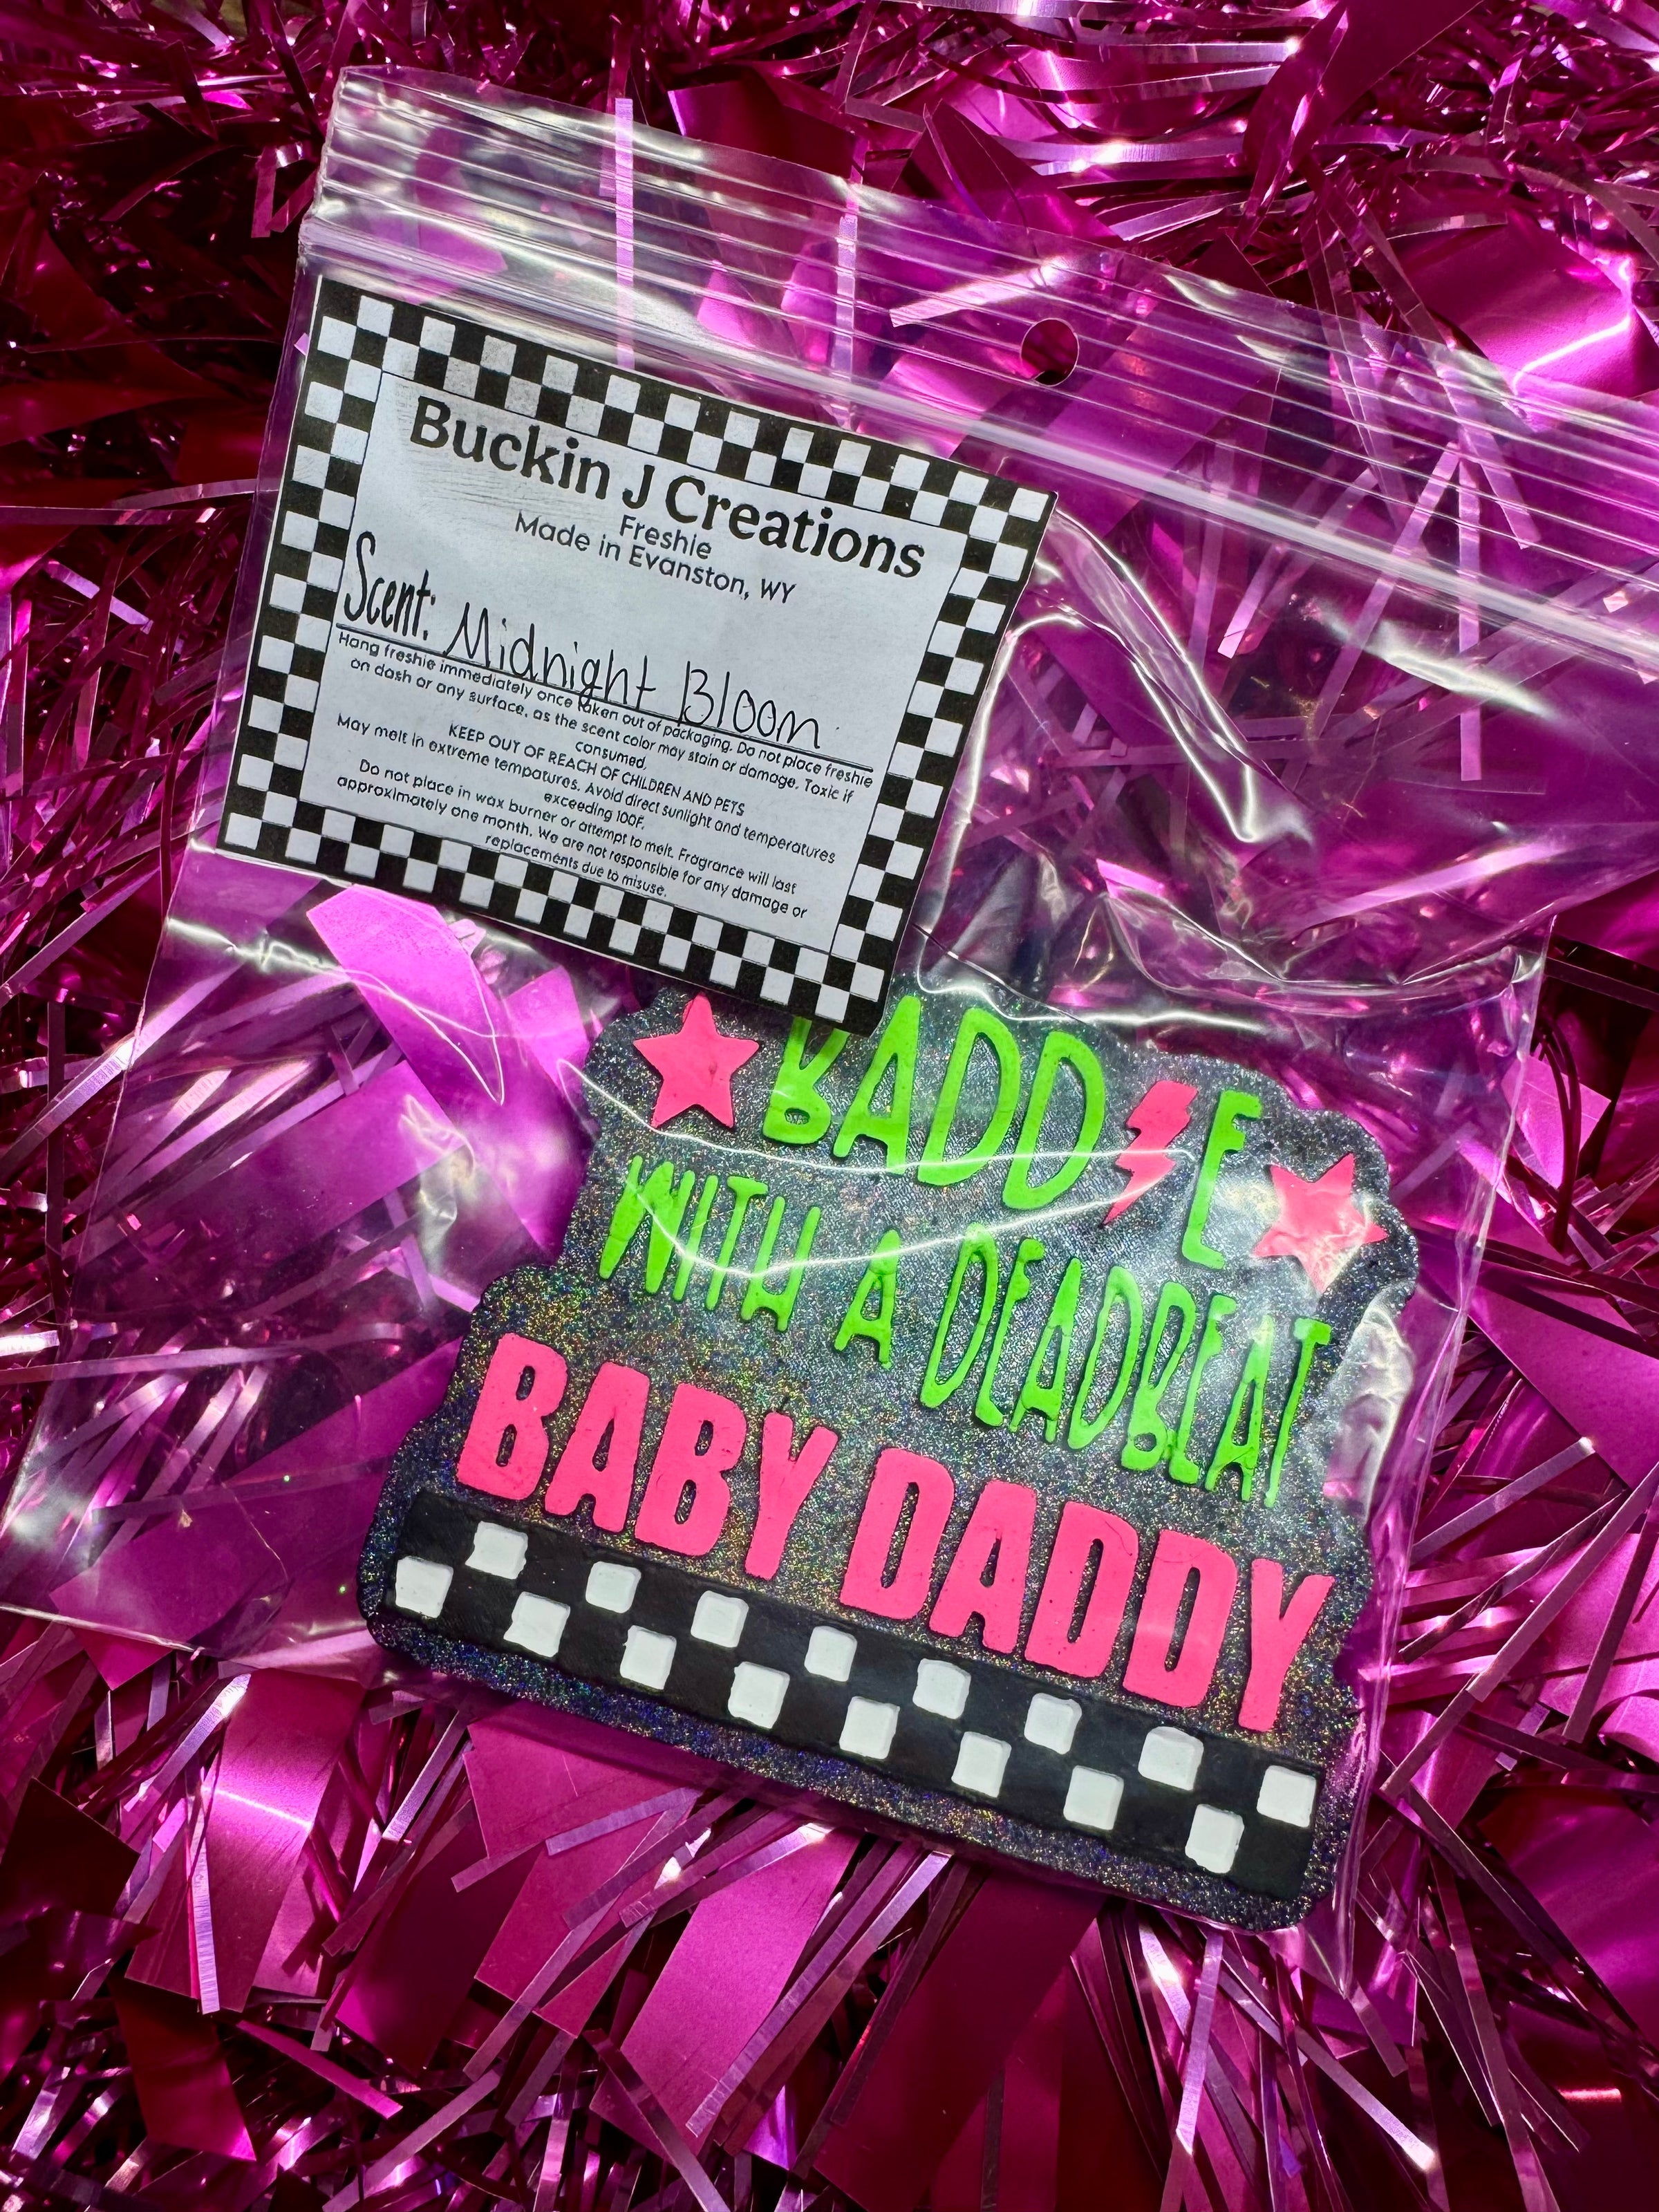 Buckin J Creations
Freshie
Made in Evanston, WY
Scent: Midnight Bloom
Hang freshie immediately once taken out of packaging. Do not place freshie
on dash or any surface, as the scent color may stain or damage. Toxic if
consumed.
KEEP OUT OF REACH OF CHILDREN AND PETS
May melt in extreme tempatures. Avoid direct sunlight and temperatures
exceeding 100F.
Do not place in wax burner or attempt to melt. Fragrance will last
approximately one month. We are not responsible for any damage or
replacements due to misuse.
BADD⚡E
WITH A DEADBEAT
BABY DADDY